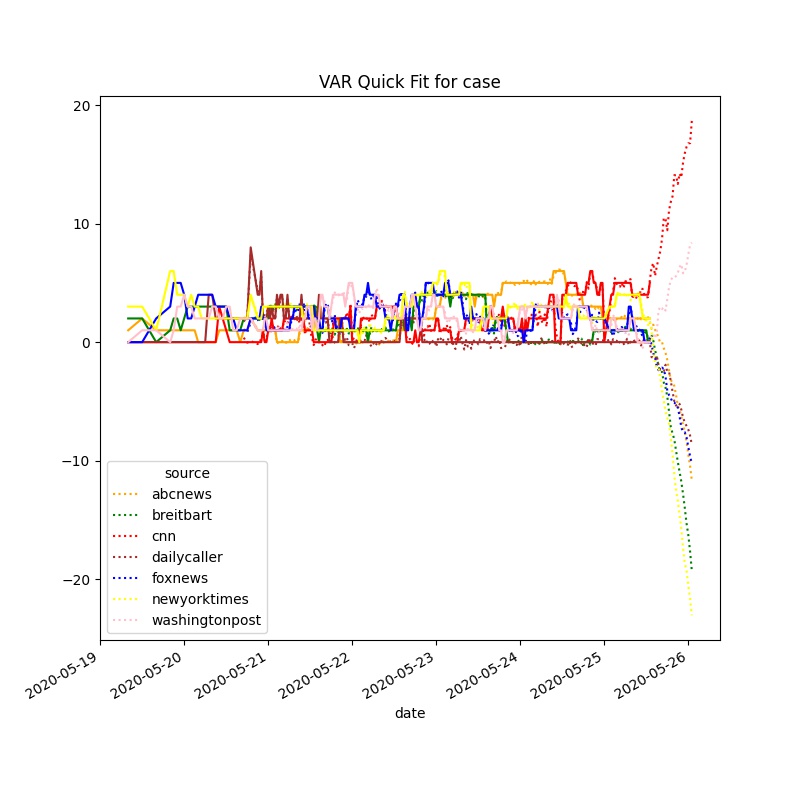 VAR Quick Fit for case
20
10
0
−10
−20
source
abcnews
breitbart
cnn
dailycaller
foxnews
newyorktimes
washingtonpost
2020-05-19
2020-05-20
2020-05-21
2020-05-22
2020-05-23
2020-05-24
2020-05-25
2020-05-26
date